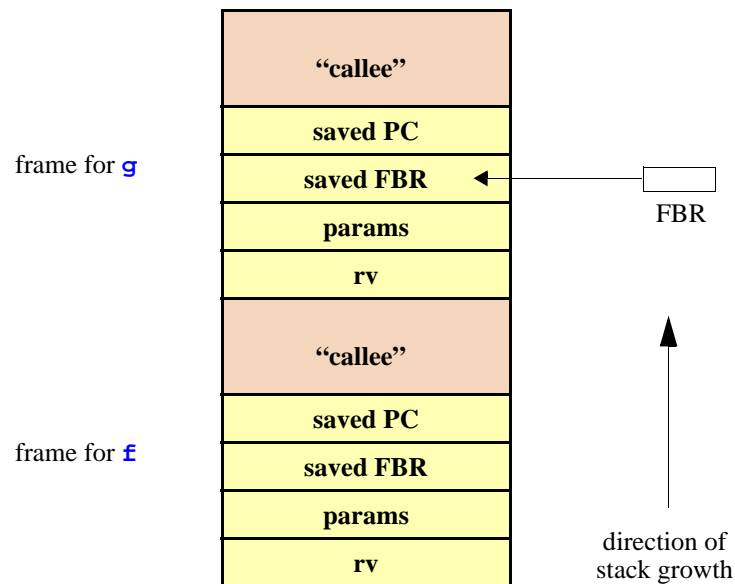 “callee”
saved PC
frame for g
saved FBR
FBR
params
rv
“callee”
saved PC
frame for f
saved FBR
params
direction of
stack growth
rv